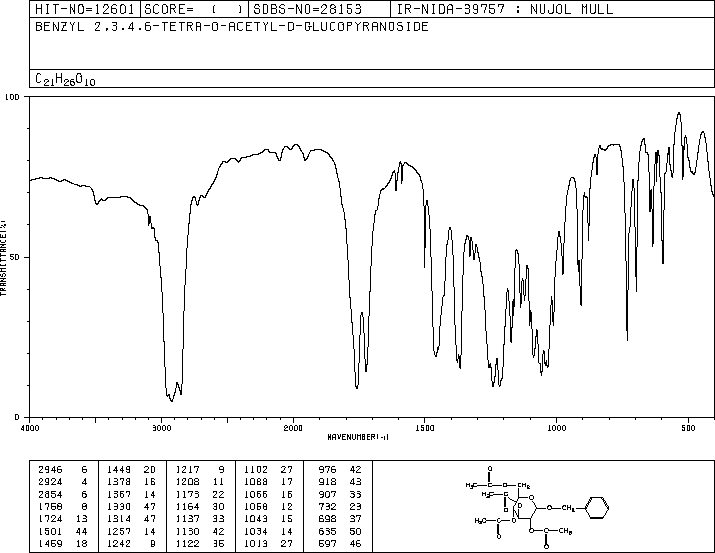 HIT-NO=12601 SCORE= ( ) SDBS-NO=28153 IR-NIDA-39757 : NUJOL MULL
BENZYL 2,3,4,6-TETRA-O-ACETYL-D-GLUCOPYRANOSIDE
C21H26O10
100
50
0
TRANSMITTANCE(%)
4000 3000 2000 1500 1000 500
WAVENUMBER(-1)
2946 6 1449 20 1217 9 1102 27 976 42
2924 4 1378 16 1208 11 1088 17 918 43
2854 6 1367 14 1173 22 1066 16 907 33
1758 8 1330 47 1164 30 1058 12 732 23
1724 13 1314 47 1137 33 1043 15 698 37
1501 44 1257 14 1130 42 1034 14 635 50
1459 18 1242 9 1122 35 1013 27 597 46